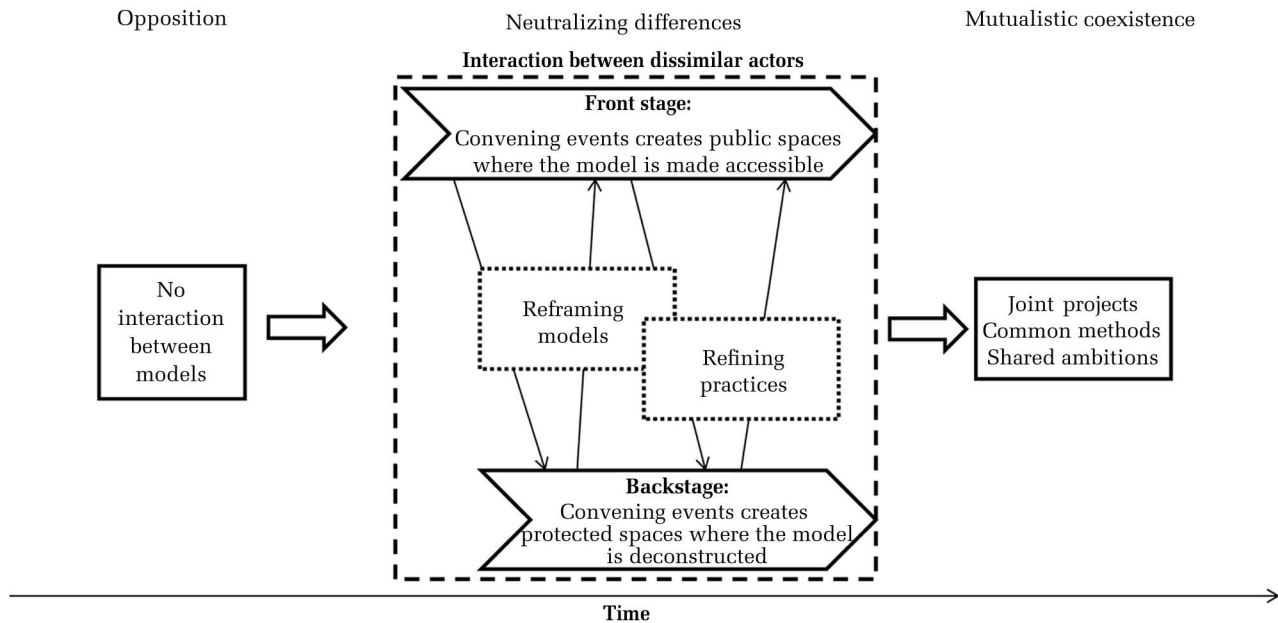 Opposition
Neutralizing differences
Mutualistic coexistence
Interaction between dissimilar actors
Front stage:
Convening events creates public spaces
where the model is made accessible
No
interaction
between
models
Reframing
models
Refining
practices
Joint projects
Common methods
Shared ambitions
Backstage:
Convening events creates
protected spaces where the model
is deconstructed
Time